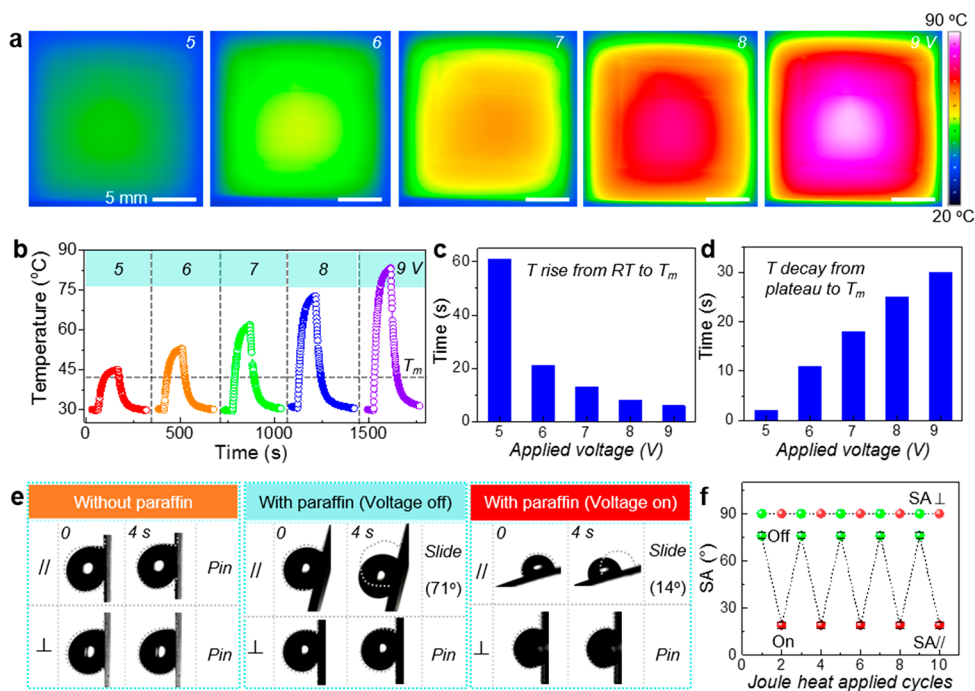 a
5
6
7
8
9 V
5 mm
90 ºC
20 ºC
b
Temperature (ºC)
90
75
60
45
30
5
6
7
8
9 V
Tm
0
500
1000
1500
Time (s)
c
Time (s)
60
40
20
0
T rise from RT to Tm
5
6
7
8
9
Applied voltage (V)
d
Time (s)
30
15
0
T decay from
plateau to Tm
5
6
7
8
9
Applied voltage (V)
e
Without paraffin
0
4 s
//
Pin
⊥
Pin
With paraffin (Voltage off)
0
4 s
//
Slide
(71º)
⊥
Pin
With paraffin (Voltage on)
0
4 s
//
Slide
(14º)
⊥
Pin
f
SA (°)
90
60
30
0
SA⊥
Off
On
SA//
0
2
4
6
8
10
Joule heat applied cycles